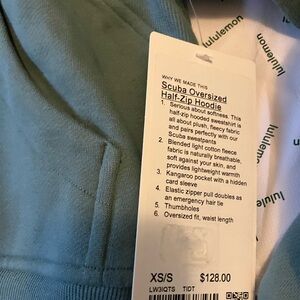 WHY WE MADE THIS
Scuba Oversized
Half-Zip Hoodie
1. Serious about softness. This
half-zip hooded sweatshirt is
all about plush, fleecy fabric
and pairs perfectly with our
Scuba sweatpants
2. Blended light cotton fleece
fabric is naturally breathable,
soft against your skin, and
provides lightweight warmth
3. Kangaroo pocket with a hidden
card sleeve
4. Elastic zipper pull doubles as
an emergency hair tie
5. Thumbholes
6. Oversized fit, waist length
XS/S $128.00
LW3IQTS TIDT
lululemon
lululemon
lululemon
lululemon
lululemon